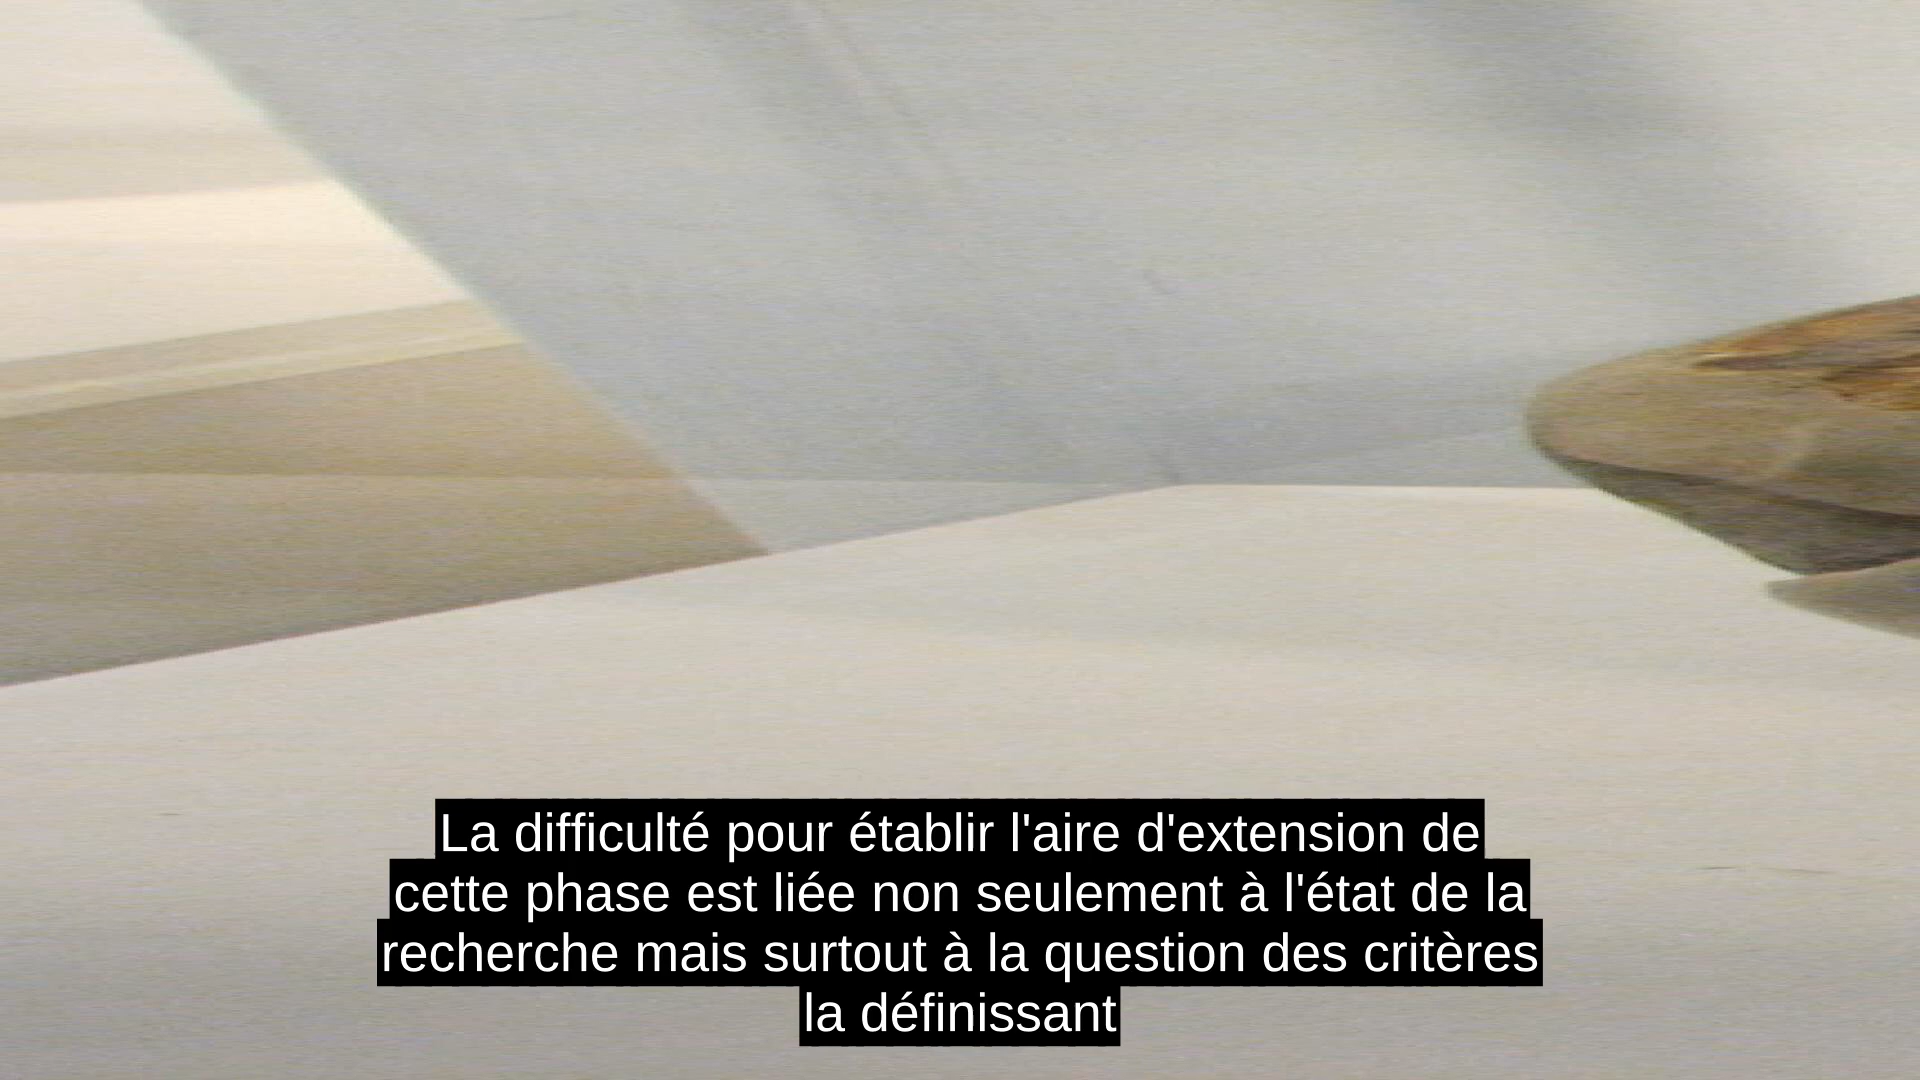 La difficulté pour établir l'aire d'extension de
cette phase est liée non seulement à l'état de la
recherche mais surtout à la question des critères
la définissant